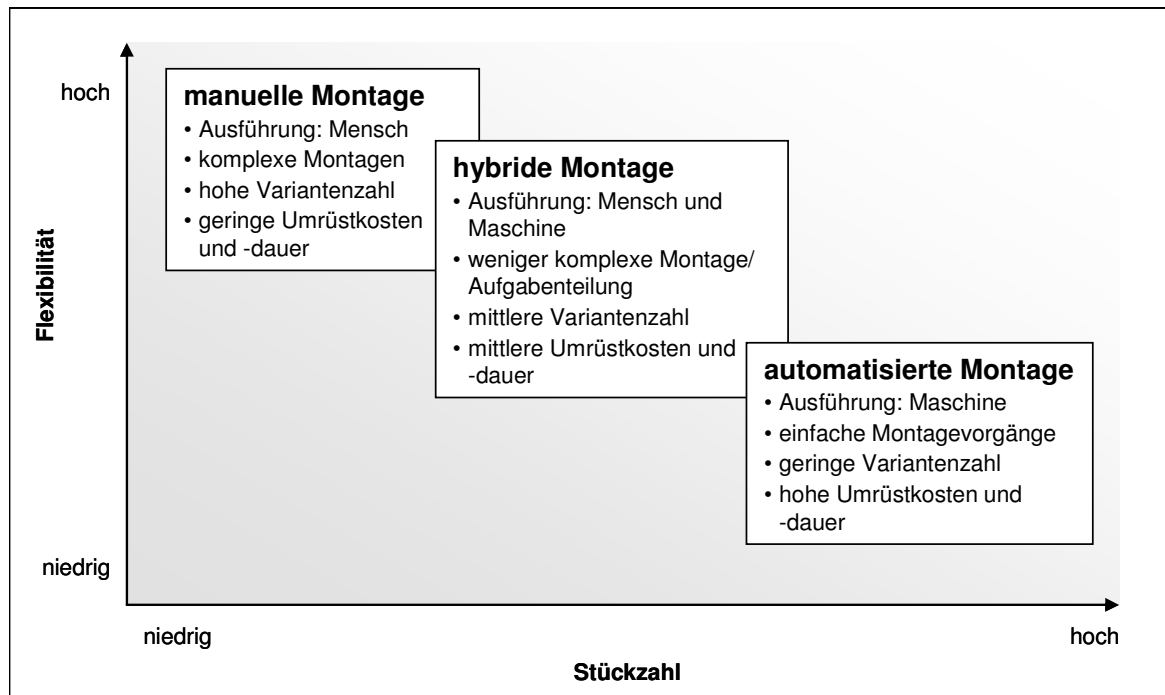 hoch
manuelle Montage
• Ausführung: Mensch
• komplexe Montagen
• hohe Variantenzahl
• geringe Umrüstkosten
und -dauer
hybride Montage
• Ausführung: Mensch und
Maschine
• weniger komplexe Montage/
Aufgabenteilung
• mittlere Variantenzahl
• mittlere Umrüstkosten und
-dauer
automatisierte Montage
• Ausführung: Maschine
• einfache Montagevorgänge
• geringe Variantenzahl
• hohe Umrüstkosten und
-dauer
Flexibilität
niedrig
niedrig
hoch
Stückzahl